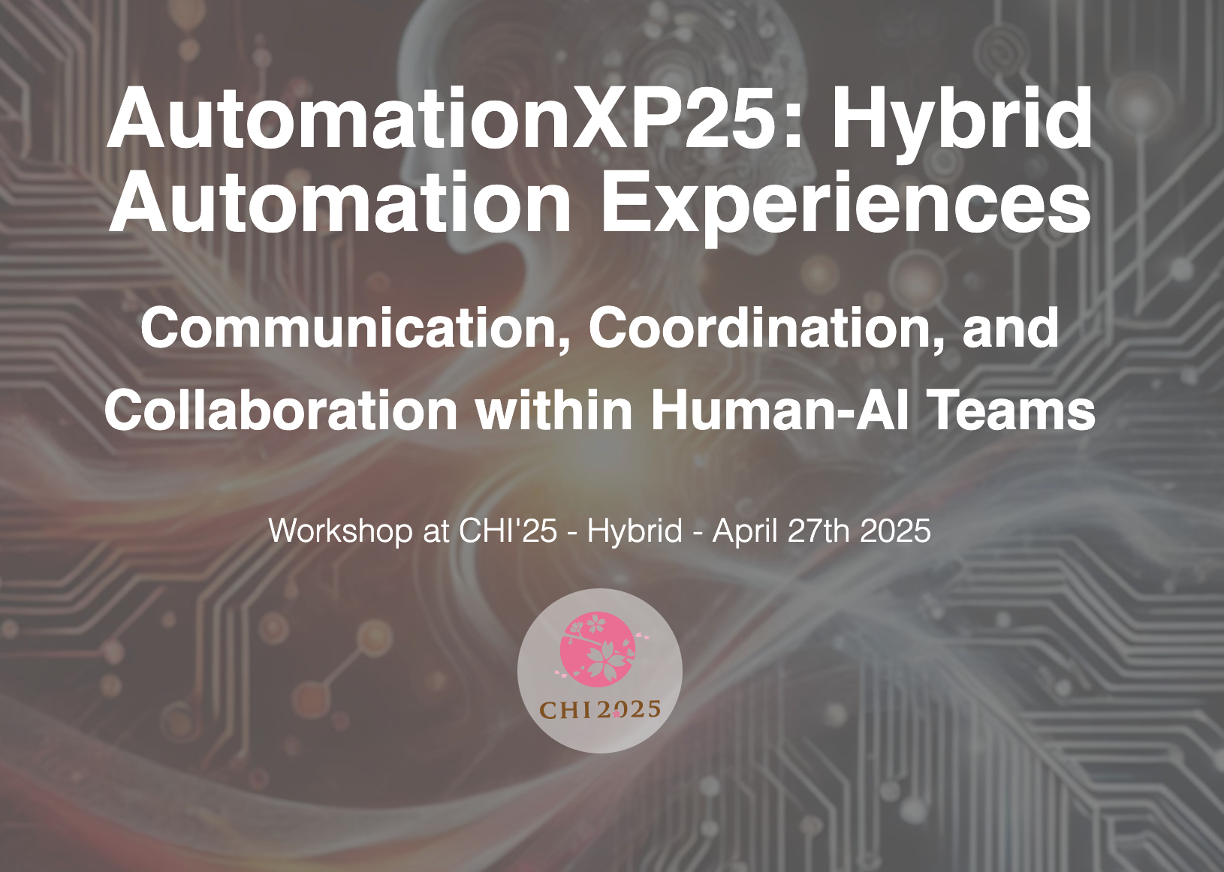 AutomationXP25: Hybrid
Automation Experiences
Communication, Coordination, and
Collaboration within Human-AI Teams
Workshop at CHI'25 - Hybrid - April 27th 2025
CHI 2025